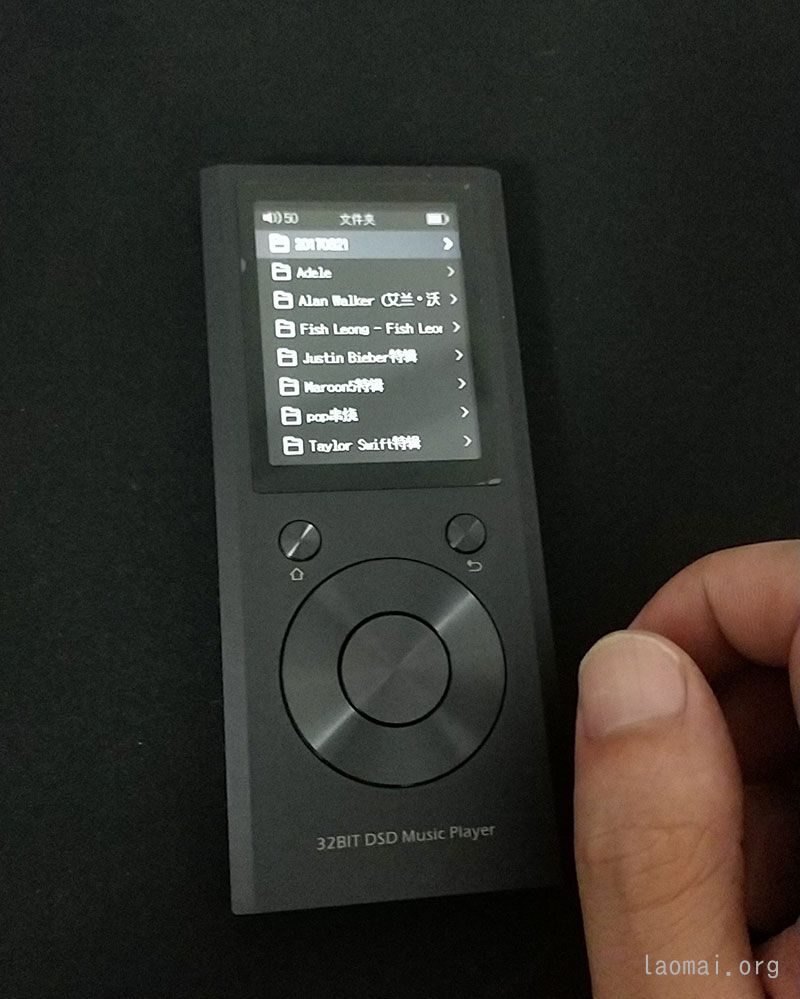 50 文件夹
20170821
Adele
Alan Walker (艾兰·沃
Fish Leong - Fish Leon
Justin Bieber特辑
Maroon5特辑
pop串烧
Taylor Swift特辑
32BIT DSD Music Player
laomai.org